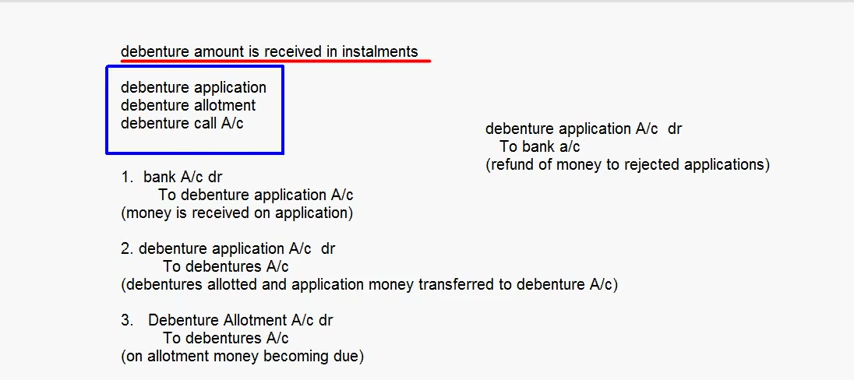 debenture amount is received in instalments
debenture application
debenture allotment
debenture call A/c
debenture application A/c dr
To bank a/c
(refund of money to rejected applications)
1. bank A/c dr
To debenture application A/c
(money is received on application)
2. debenture application A/c dr
To debentures A/c
(debentures allotted and application money transferred to debenture A/c)
3. Debenture Allotment A/c dr
To debentures A/c
(on allotment money becoming due)